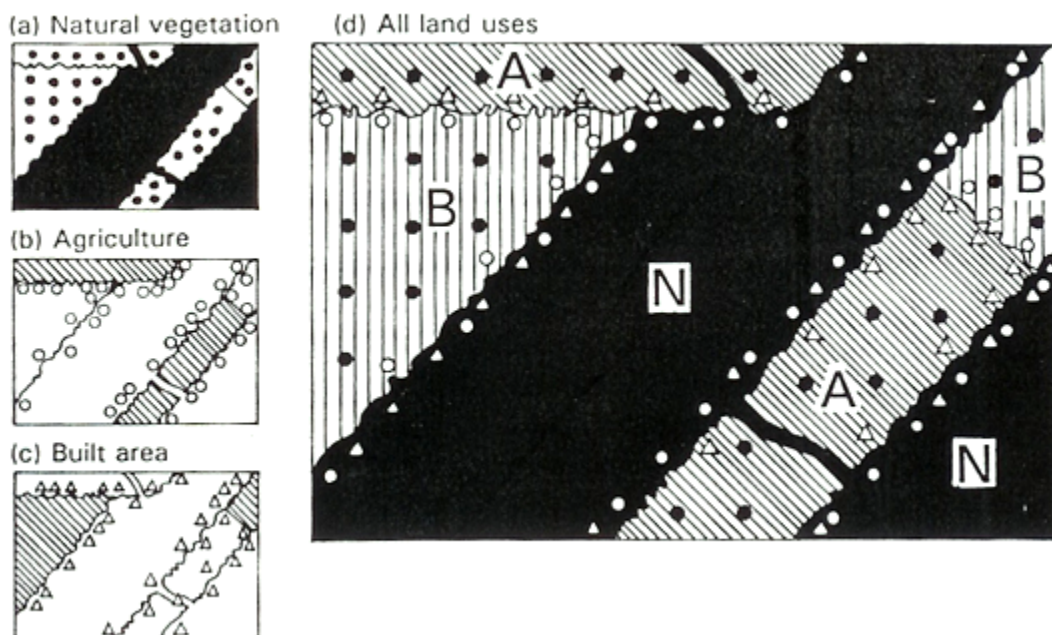 (a) Natural vegetation
(b) Agriculture
(c) Built area
(d) All land uses
A
B
B
N
A
N